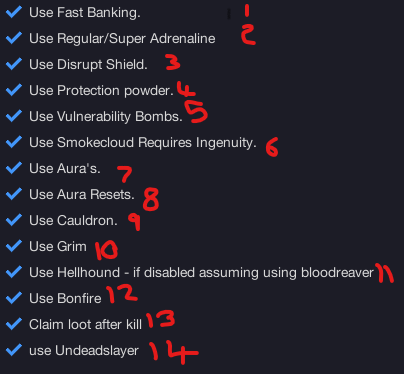 Use Fast Banking. 1
Use Regular/Super Adrenaline 2
Use Disrupt Shield. 3
Use Protection powder. 4
Use Vulnerability Bombs. 5
Use Smokecloud Requires Ingenuity. 6
Use Aura's. 7
Use Aura Resets. 8
Use Cauldron. 9
Use Grim 10
Use Hellhound - if disabled assuming using bloodreaver 11
Use Bonfire 12
Claim loot after kill 13
use Undeadslayer 14